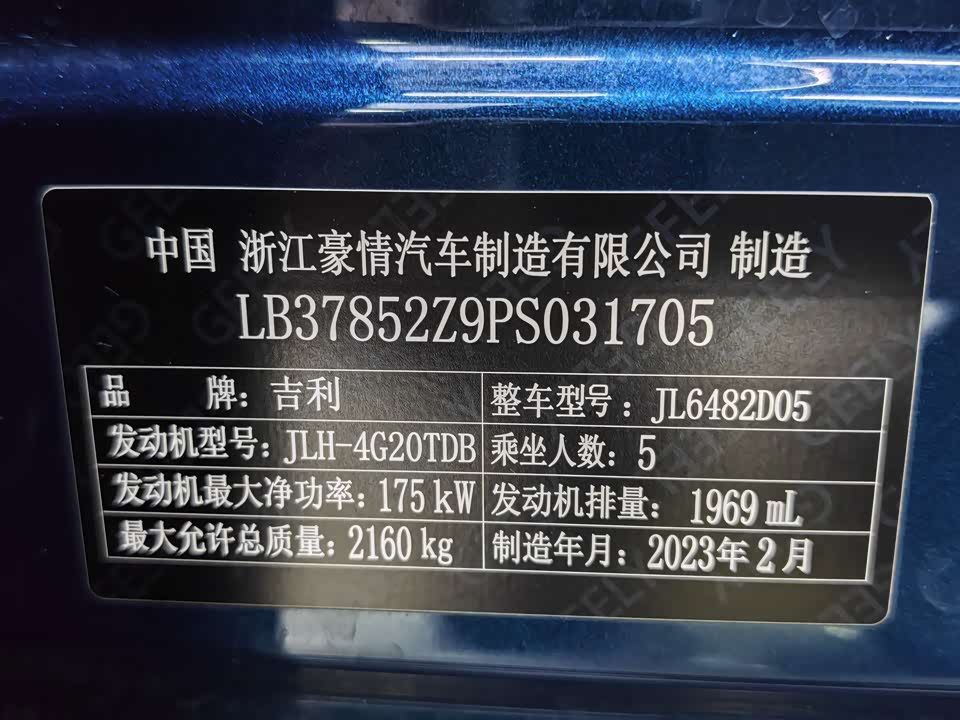 中国 浙江豪情汽车制造有限公司 制造
LB37852Z9PS031705
品 牌：吉利 整车型号：JL6482D05
发动机型号：JLH-4G20TDB 乘坐人数：5
发动机最大净功率：175 kW 发动机排量：1969 mL
最大允许总质量：2160 kg 制造年月：2023年2月